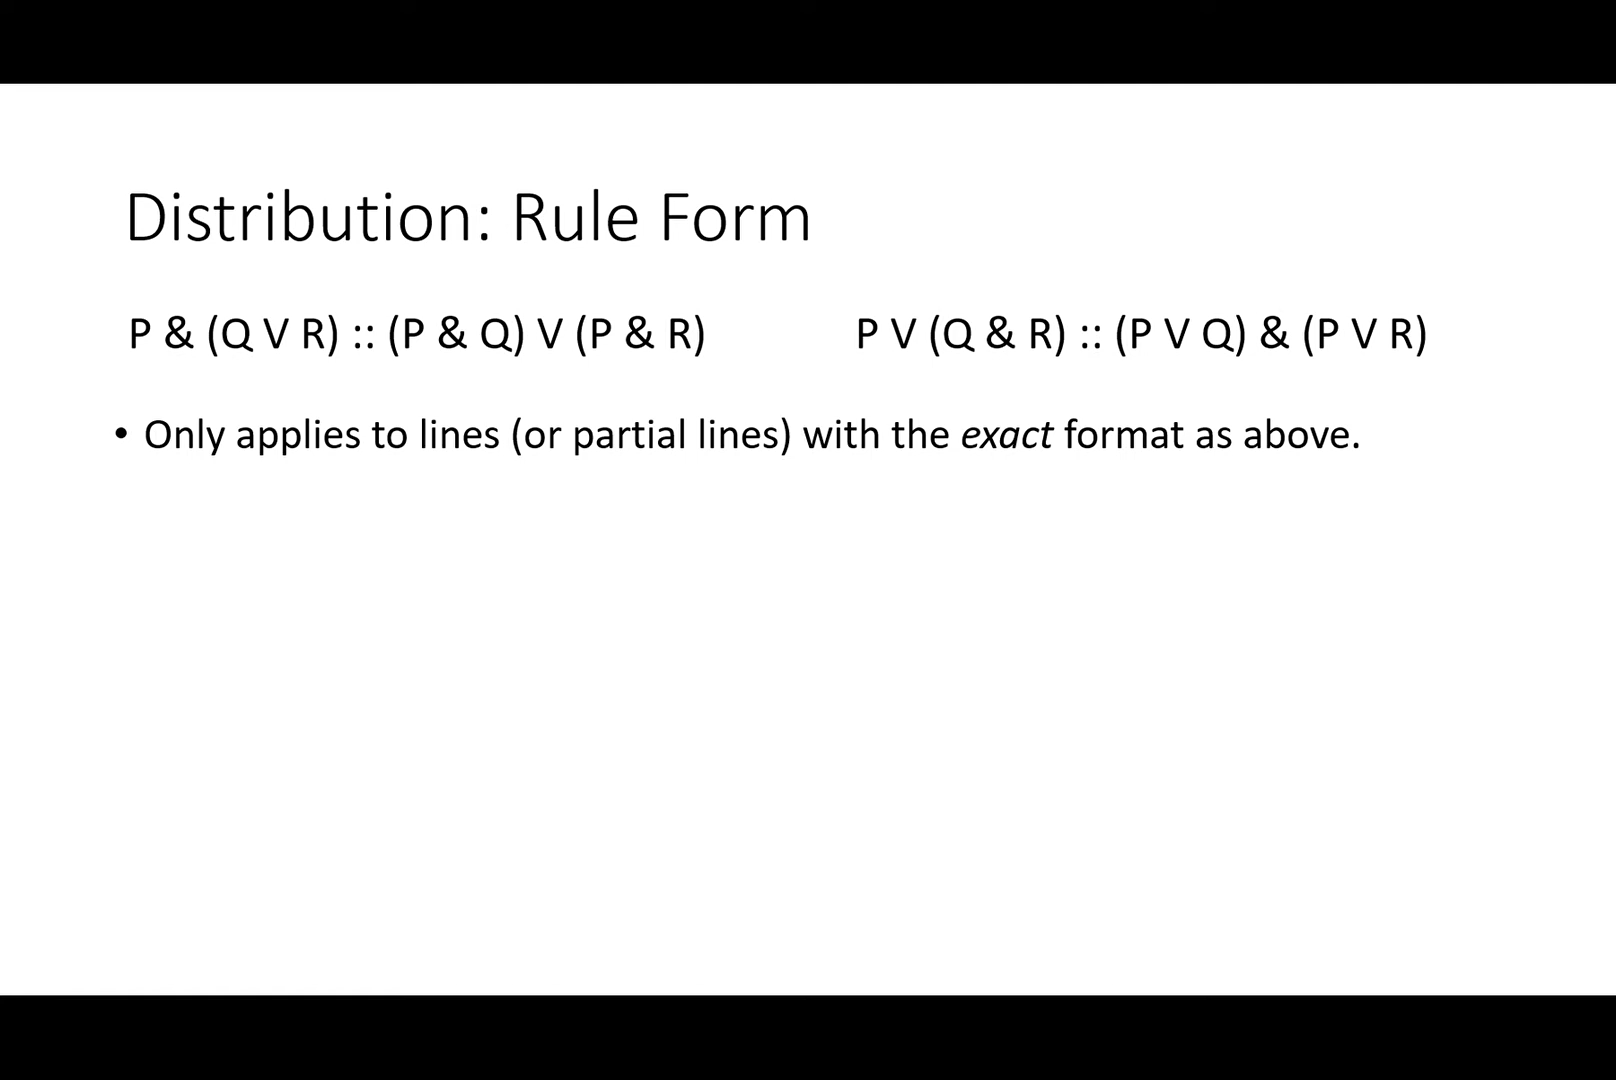 Distribution: Rule Form
P & (Q V R) :: (P & Q) V (P & R)
P V (Q & R) :: (P V Q) & (P V R)
• Only applies to lines (or partial lines) with the exact format as above.